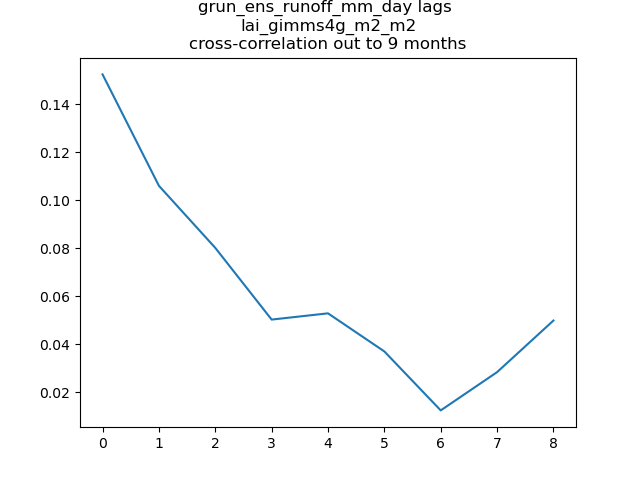 grun_ens_runoff_mm_day lags
lai_gimms4g_m2_m2
cross-correlation out to 9 months
0.14
0.12
0.10
0.08
0.06
0.04
0.02
0 1 2 3 4 5 6 7 8